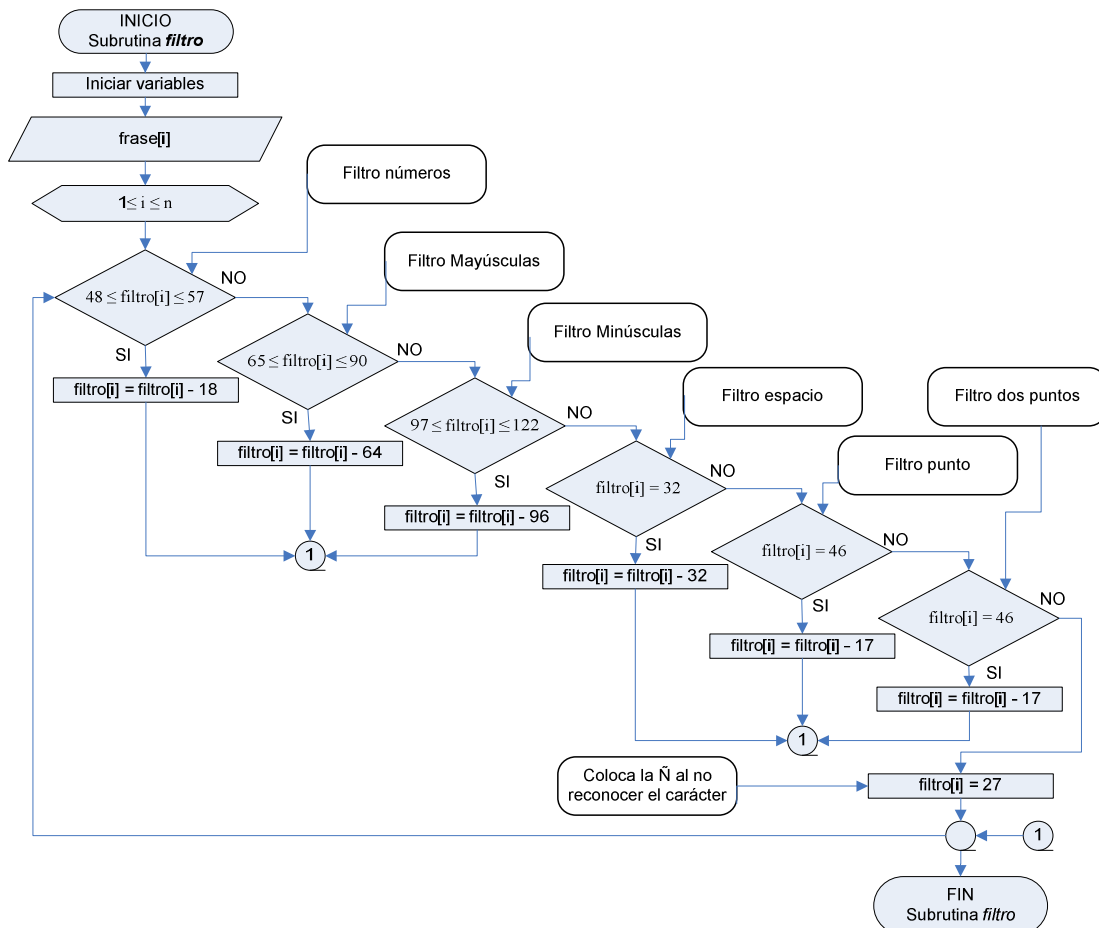 INICIO
Subrutina filtro
Iniciar variables
frase[i]
Filtro números
1≤ i ≤ n
Filtro Mayúsculas
48 ≤ filtro[i] ≤ 57
NO
SI
filtro[i] = filtro[i] - 18
65 ≤ filtro[i] ≤ 90
NO
SI
filtro[i] = filtro[i] - 64
Filtro Minúsculas
97 ≤ filtro[i] ≤ 122
NO
SI
filtro[i] = filtro[i] - 96
1
Filtro espacio
filtro[i] = 32
NO
SI
filtro[i] = filtro[i] - 32
Filtro punto
filtro[i] = 46
NO
SI
filtro[i] = filtro[i] - 17
Filtro dos puntos
filtro[i] = 46
NO
SI
filtro[i] = filtro[i] - 17
1
Coloca la Ñ al no
reconocer el carácter
filtro[i] = 27
1
FIN
Subrutina filtro